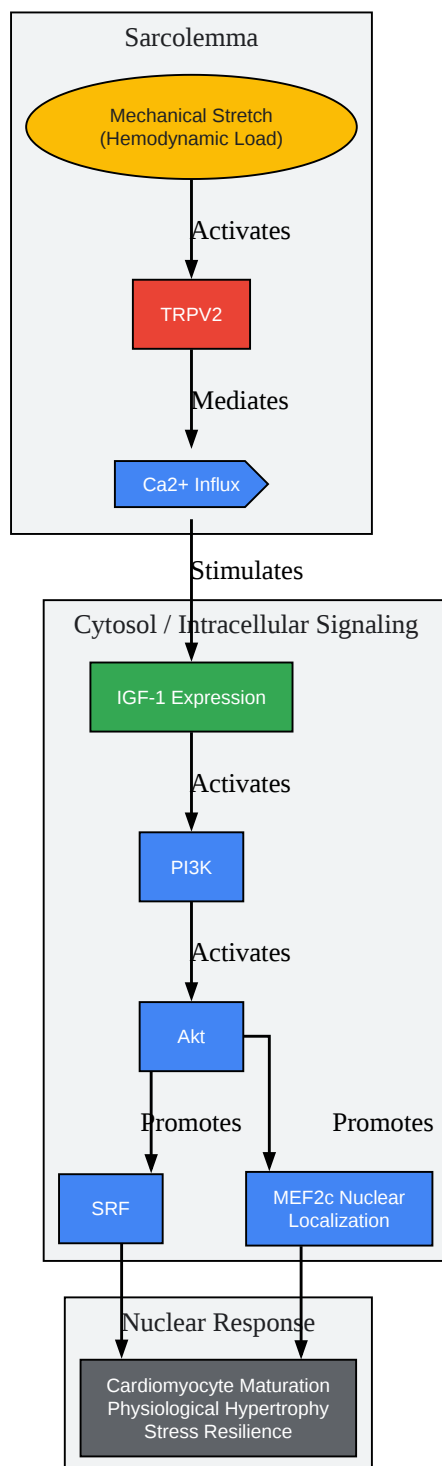 Sarcolemma
Mechanical Stretch
(Hemodynamic Load)
Activates
TRPV2
Mediates
Ca2+ Influx
Stimulates
Cytosol / Intracellular Signaling
IGF-1 Expression
Activates
PI3K
Activates
Akt
Promotes
Promotes
SRF
MEF2c Nuclear
Localization
Nuclear Response
Cardiomyocyte Maturation
Physiological Hypertrophy
Stress Resilience